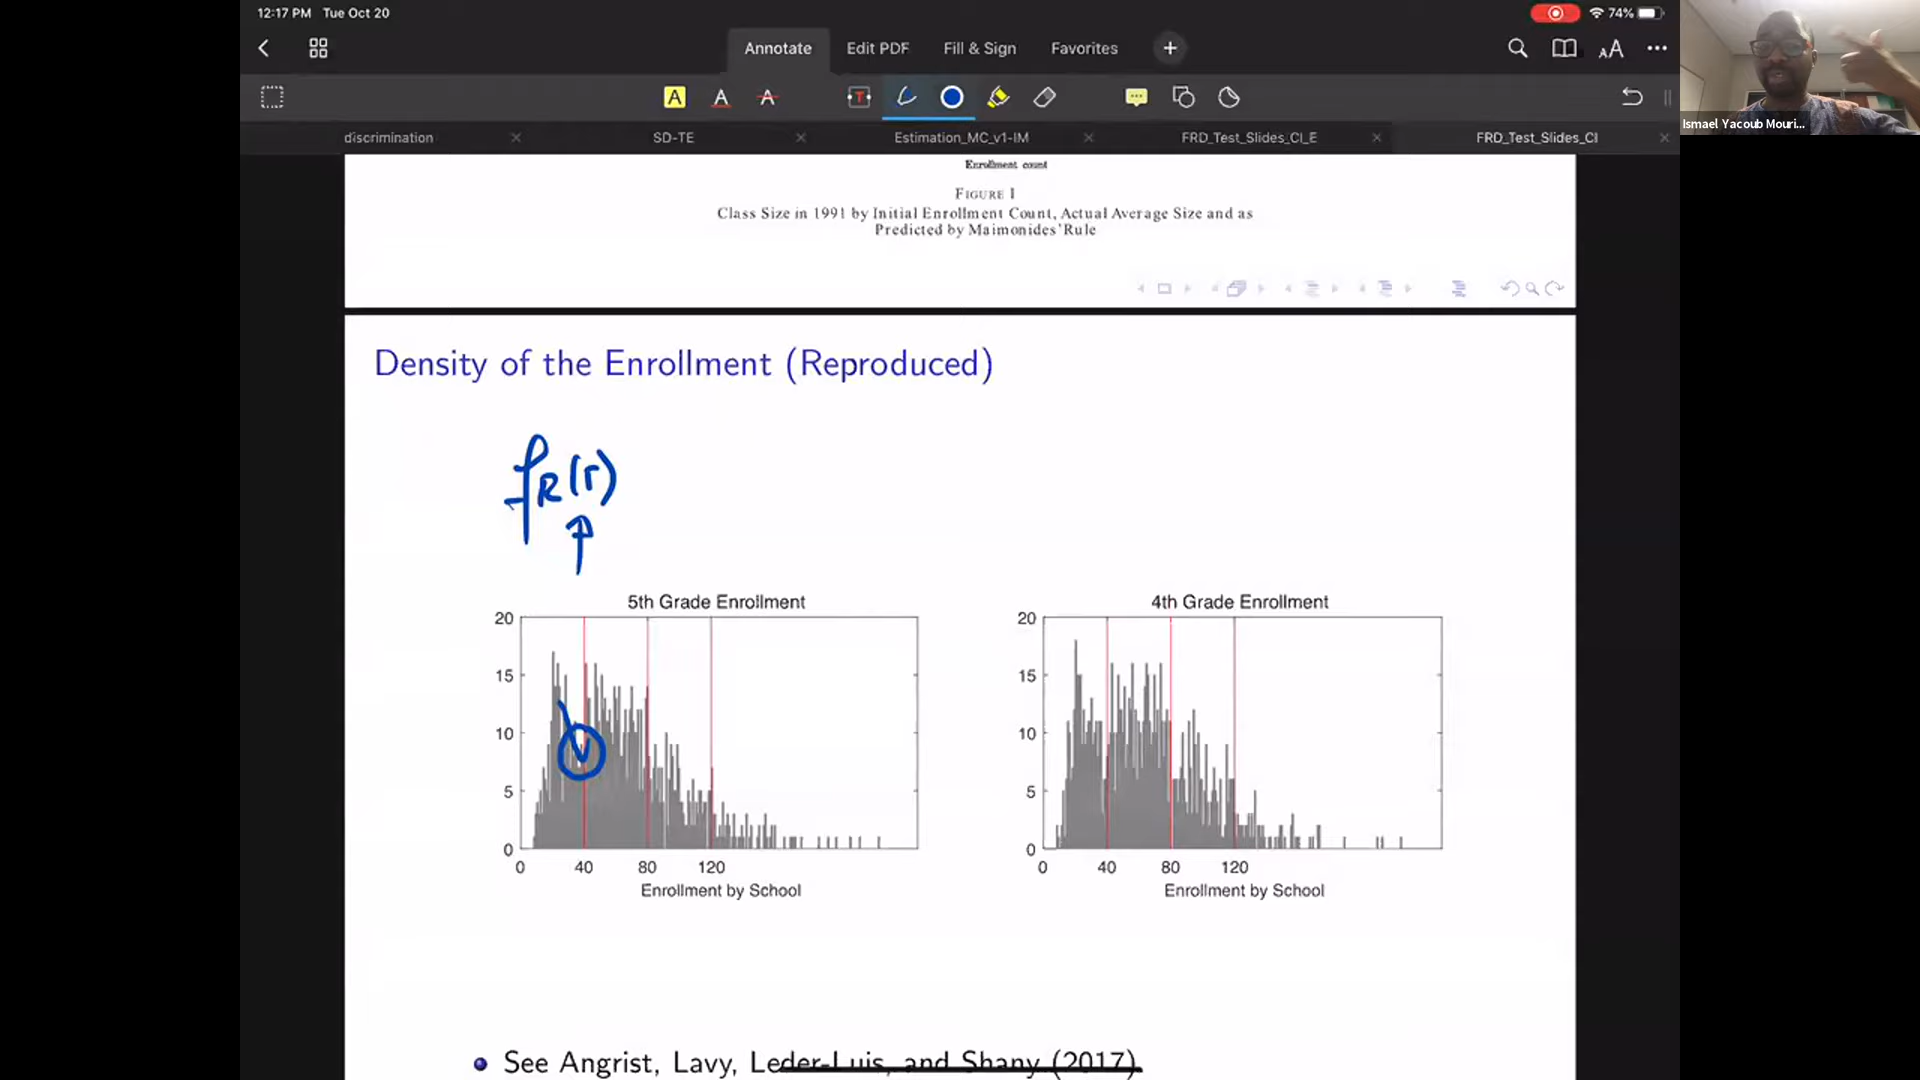 12:17 PM Tue Oct 20
74%
Annotate Edit PDF Fill & Sign Favorites
AA
A A A T
discrimination SD-TE Estimation_MC_v1-IM FRD_Test_Slides_CI_E FRD_Test_Slides_CI
Ismael Yacoub Mouri...
Enrollment count
FIGURE I
Class Size in 1991 by Initial Enrollment Count, Actual Average Size and as
Predicted by Maimonides' Rule
Density of the Enrollment (Reproduced)
fR(r)
5th Grade Enrollment
20
15
10
5
0
0 40 80 120
Enrollment by School
4th Grade Enrollment
20
15
10
5
0
0 40 80 120
Enrollment by School
See Angrist, Lavy, Leder-Luis, and Shany (2017)